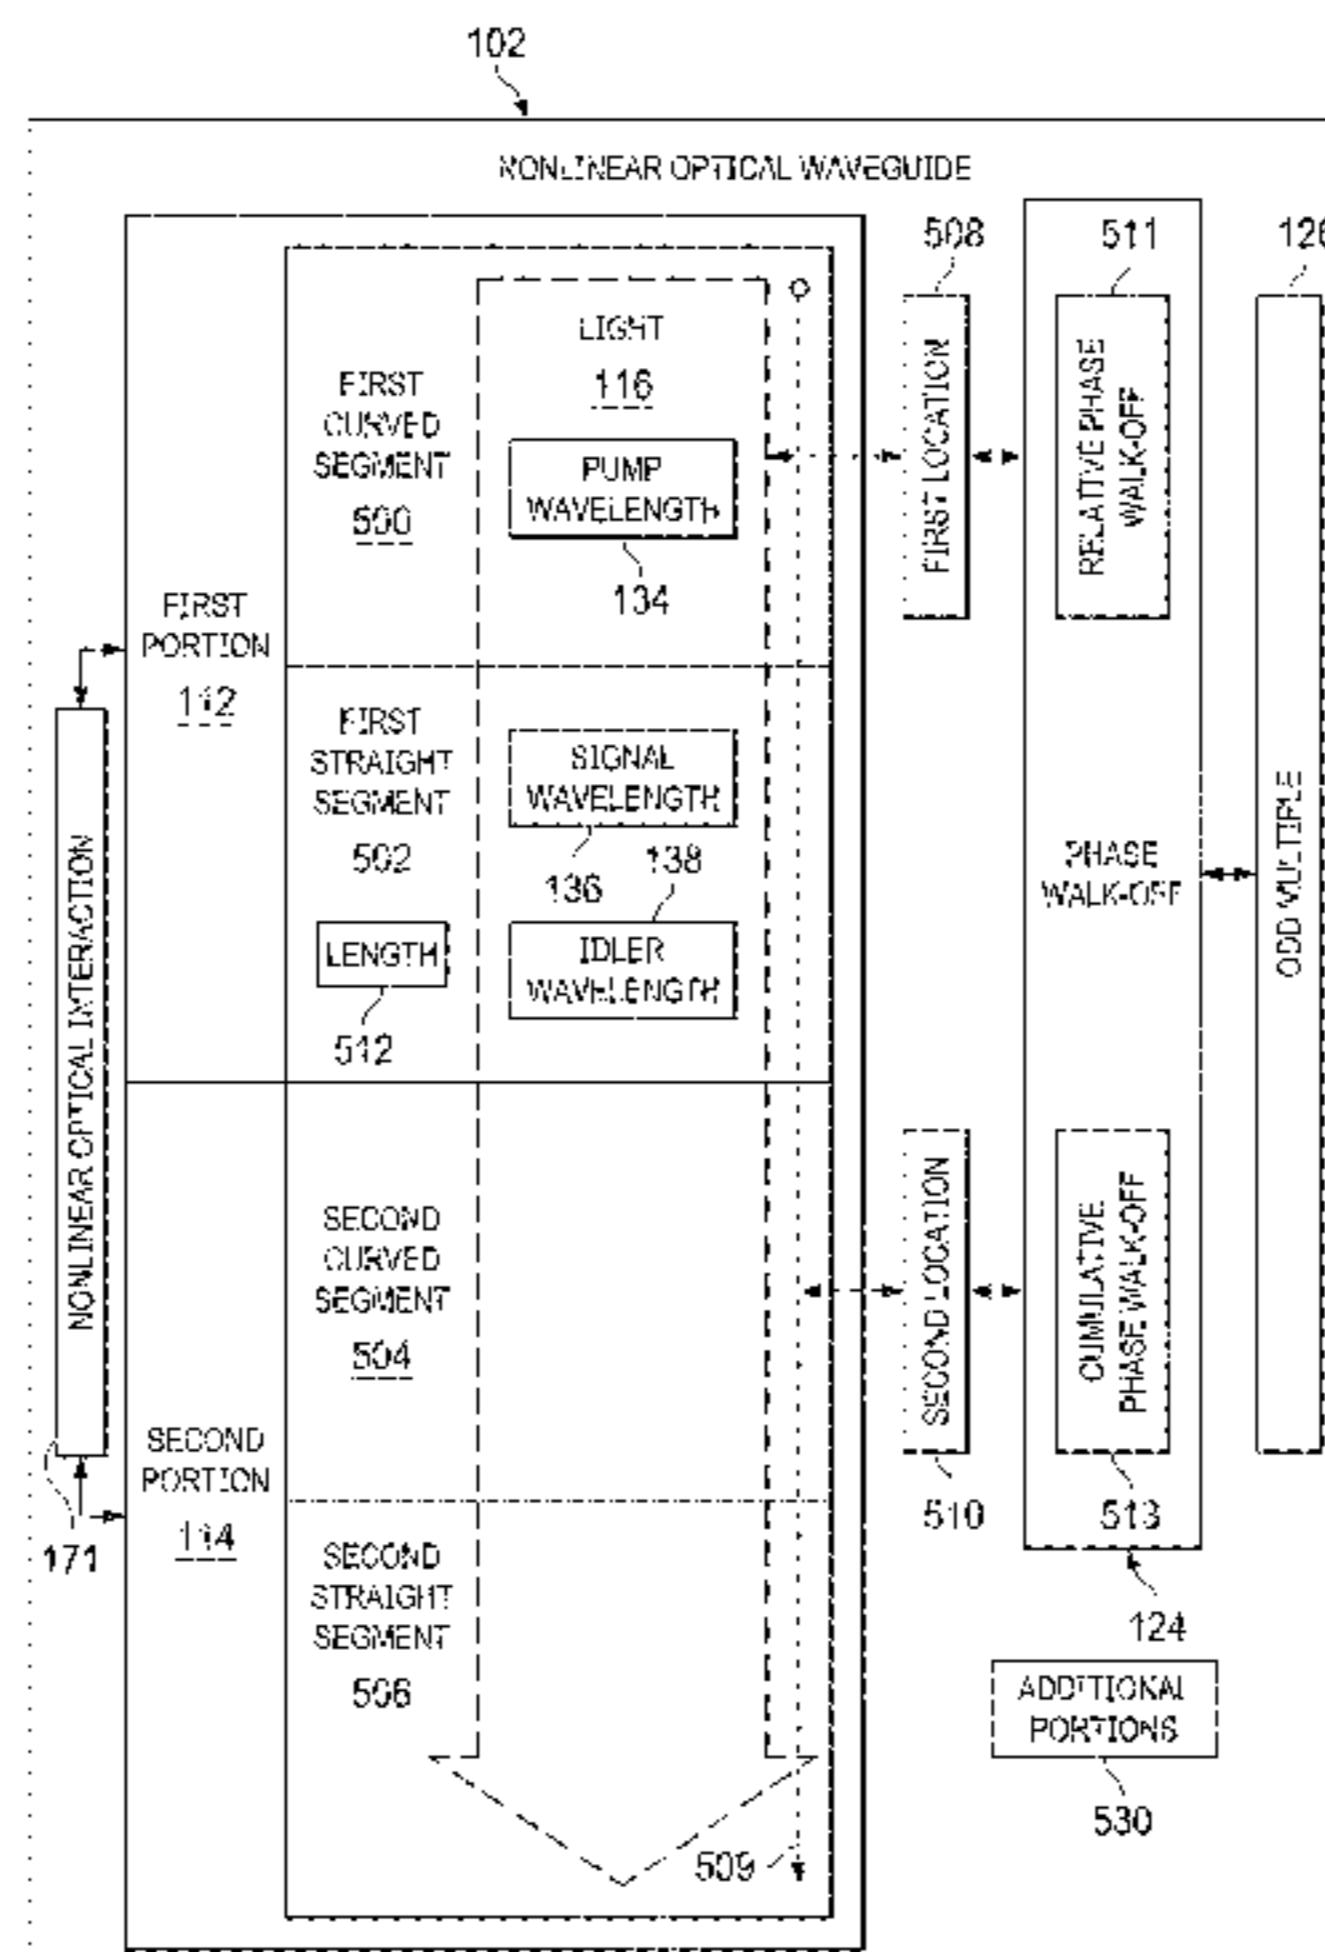 102
NONLINEAR OPTICAL WAVEGUIDE
508
511
126
LIGHT
116
FIRST
CURVED
SEGMENT
500
PUMP
WAVELENGTH
134
FIRST LOCATION
RELATIVE PHASE
WALK-OFF
FIRST
PORTION
112
FIRST
STRAIGHT
SEGMENT
502
SIGNAL
WAVELENGTH
136
138
LENGTH
512
IDLER
WAVELENGTH
PHASE
WALK-OFF
ODD MULTIPLE
NONLINEAR OPTICAL INTERACTION
171
SECOND
CURVED
SEGMENT
504
SECOND LOCATION
510
CUMULATIVE
PHASE WALK-OFF
513
SECOND
PORTION
114
SECOND
STRAIGHT
SEGMENT
506
124
ADDITIONAL
PORTIONS
530
509